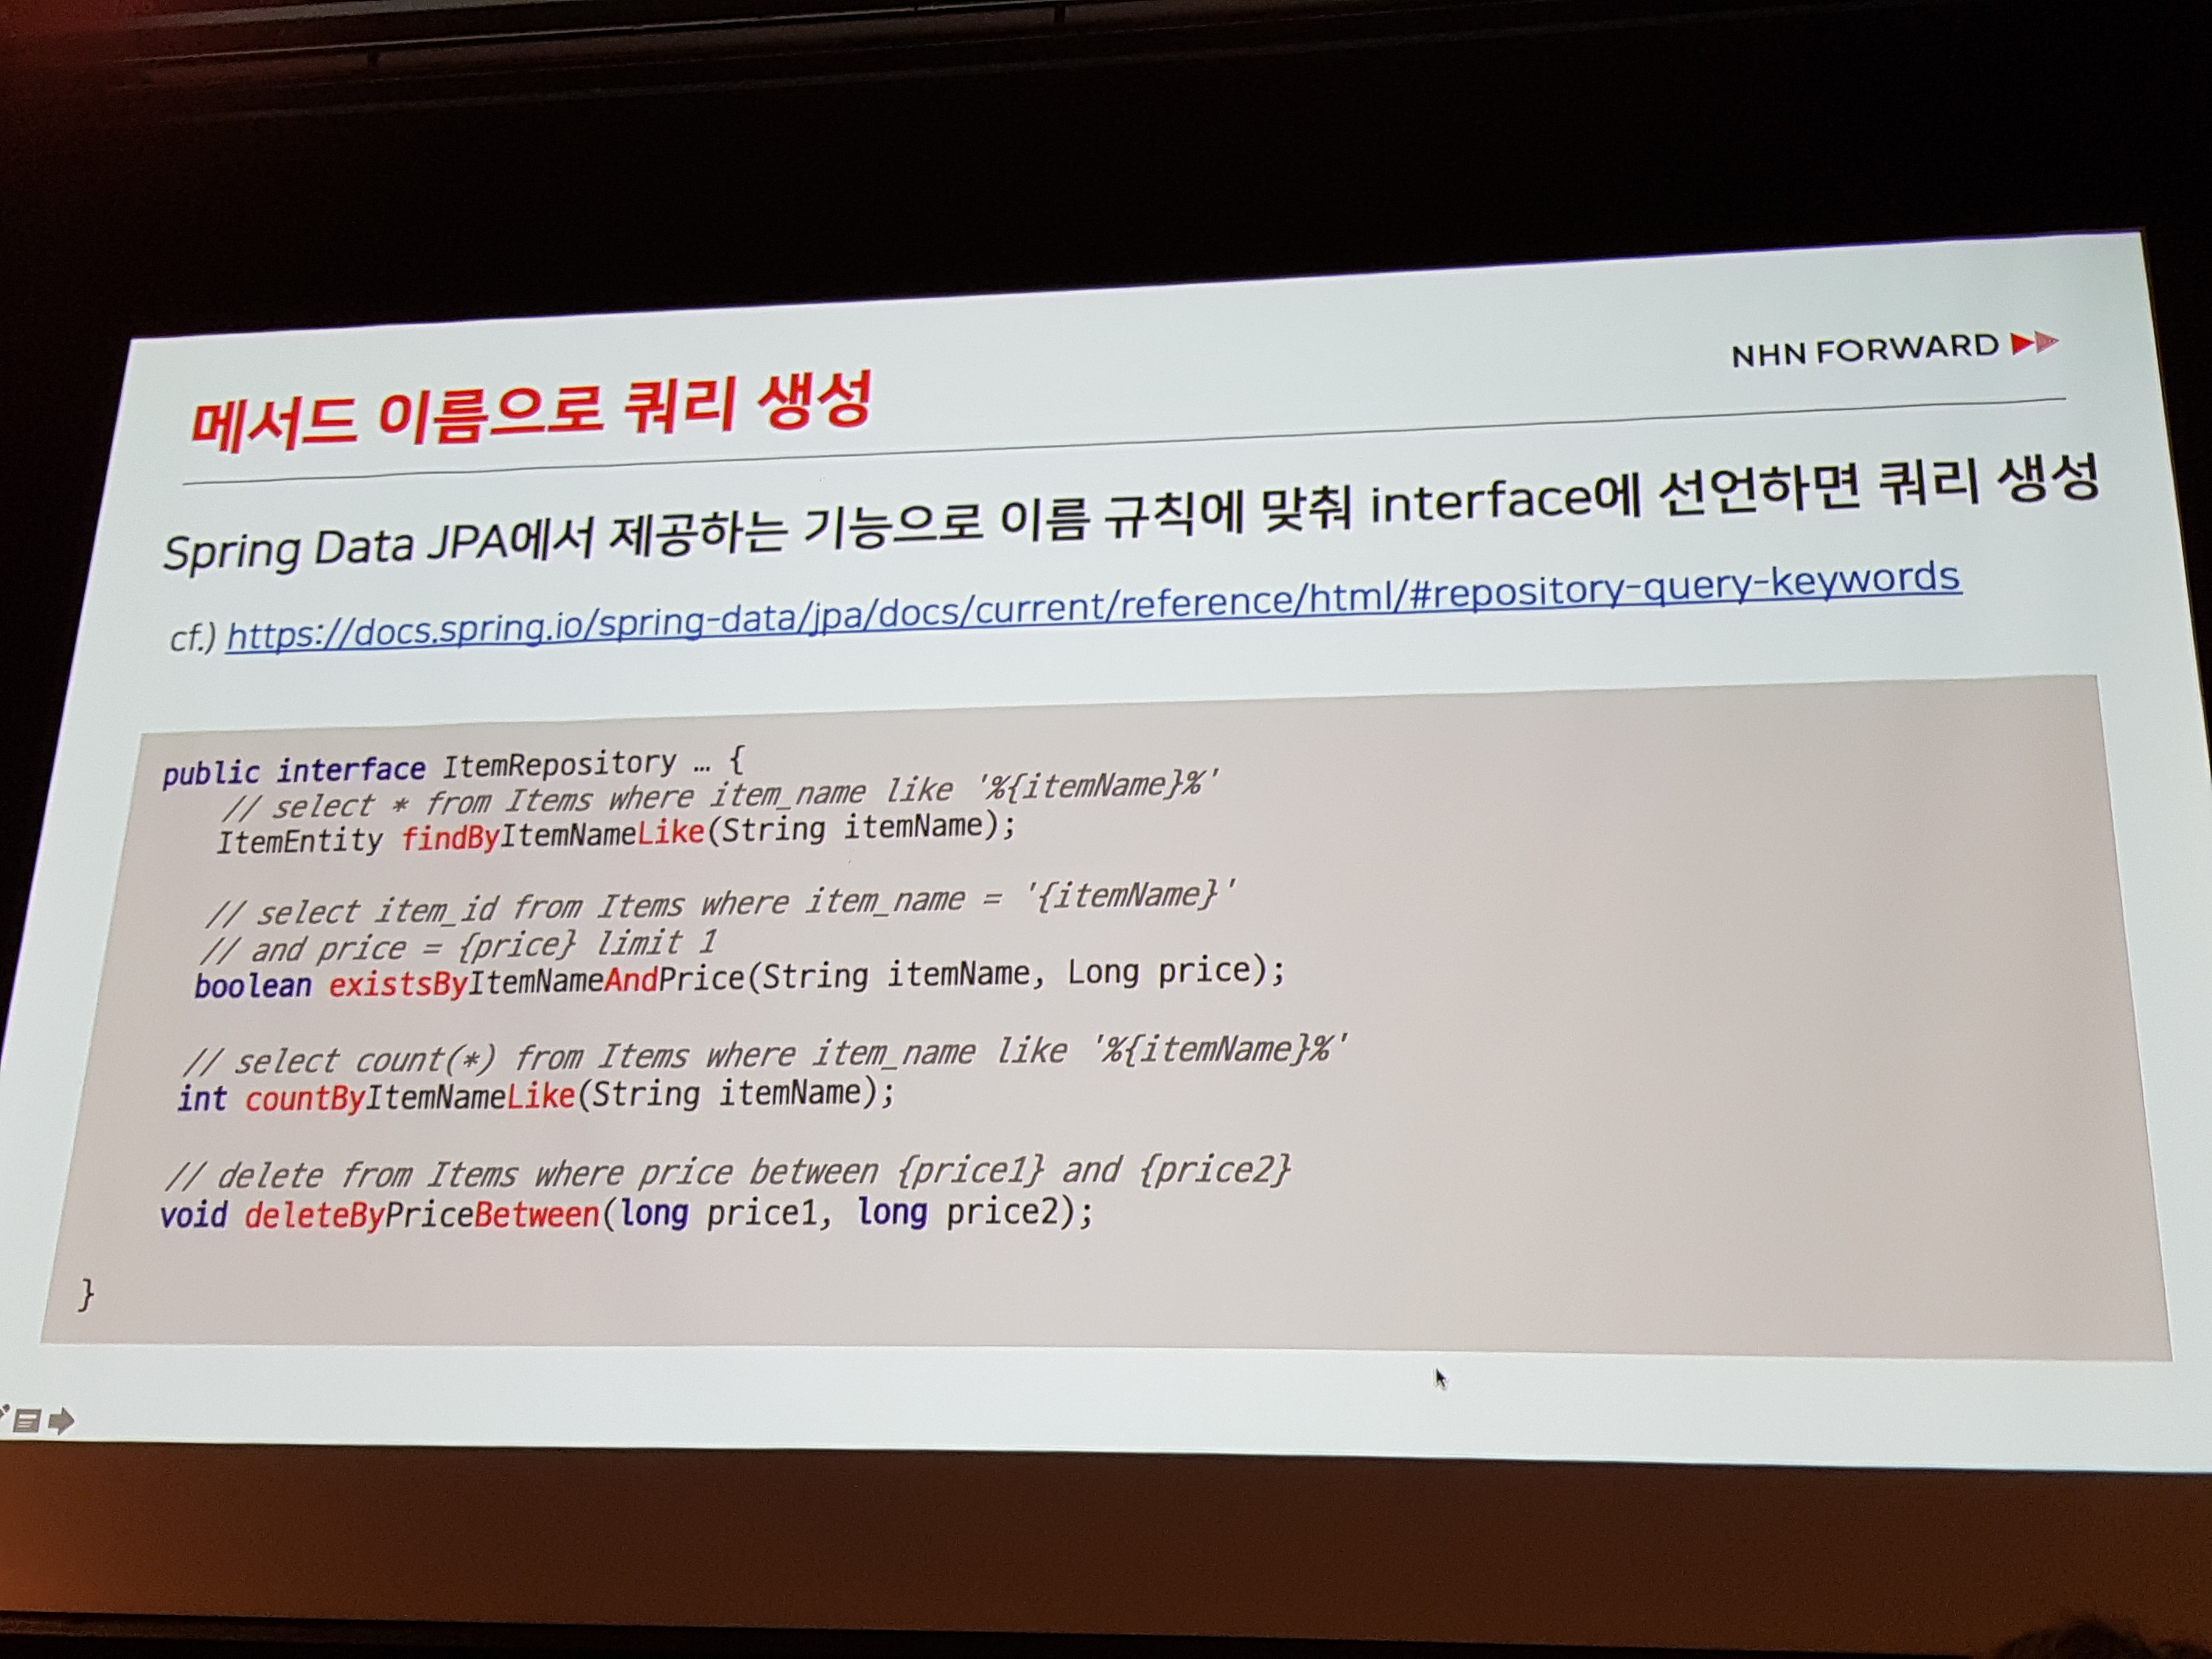 NHN FORWARD
메서드 이름으로 쿼리 생성
Spring Data JPA에서 제공하는 기능으로 이름 규칙에 맞춰 interface에 선언하면 쿼리 생성
cf.) https://docs.spring.io/spring-data/jpa/docs/current/reference/html/#repository-query-keywords
public interface ItemRepository … {
// select * from Items where item_name like '%{itemName}%'
ItemEntity findByItemNameLike(String itemName);
// select item_id from Items where item_name = '{itemName}'
// and price = {price} limit 1
boolean existsByItemNameAndPrice(String itemName, Long price);
// select count(*) from Items where item_name like '%{itemName}%'
int countByItemNameLike(String itemName);
// delete from Items where price between {price1} and {price2}
void deleteByPriceBetween(long price1, long price2);
}